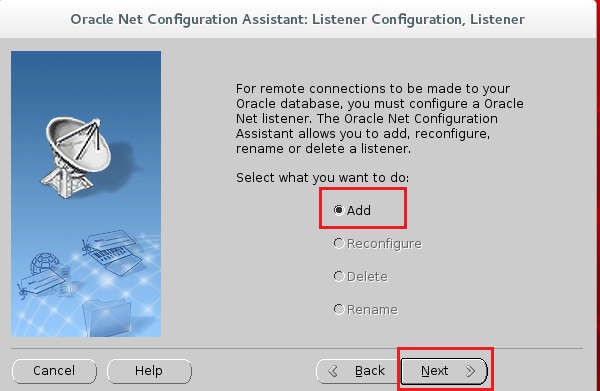 Oracle Net Configuration Assistant: Listener Configuration, Listener
For remote connections to be made to your
Oracle database, you must configure a Oracle
Net listener. The Oracle Net Configuration
Assistant allows you to add, reconfigure,
rename or delete a listener.
Select what you want to do:
Add
Reconfigure
Delete
Rename
Cancel Help Back Next